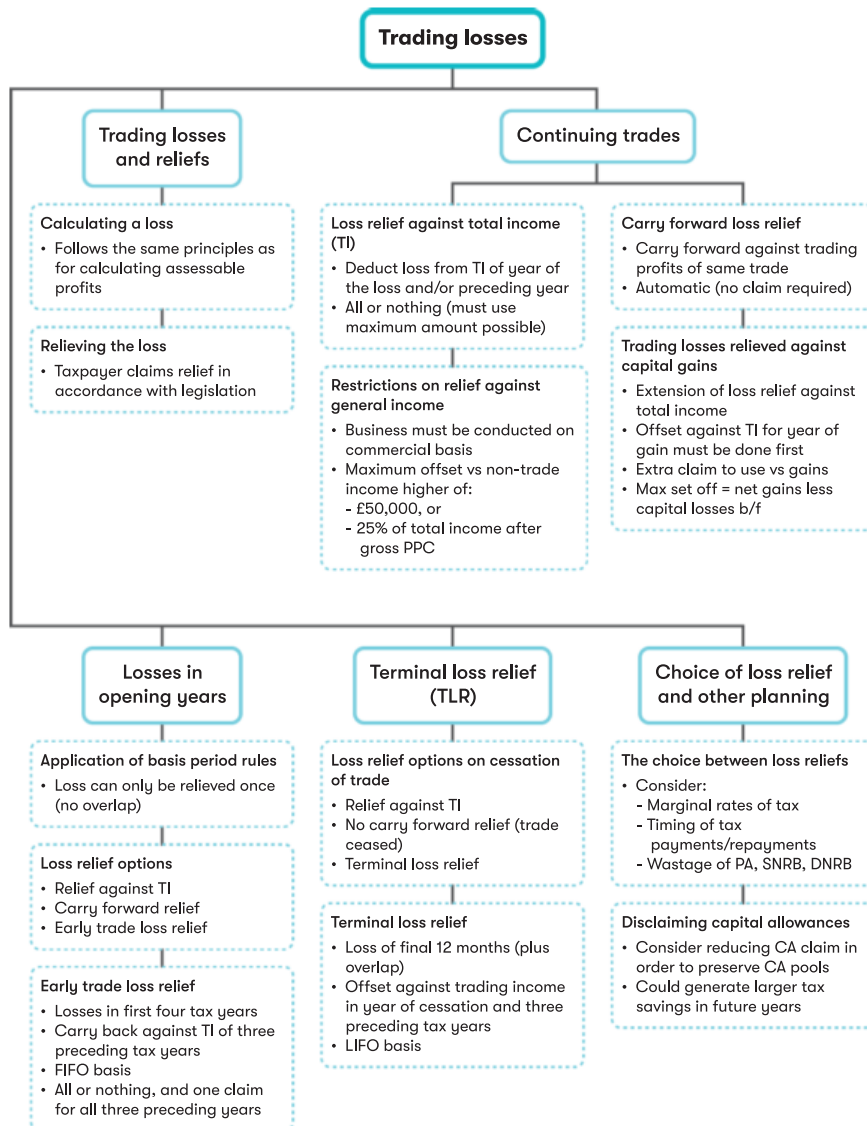 Trading losses
Trading losses
and reliefs
Calculating a loss
• Follows the same principles as
for calculating assessable
profits
Relieving the loss
• Taxpayer claims relief in
accordance with legislation
Continuing trades
Loss relief against total income
(TI)
• Deduct loss from TI of year of
the loss and/or preceding year
• All or nothing (must use
maximum amount possible)
Restrictions on relief against
general income
• Business must be conducted on
commercial basis
• Maximum offset vs non-trade
income higher of:
- £50,000, or
- 25% of total income after
gross PPC
Carry forward loss relief
• Carry forward against trading
profits of same trade
• Automatic (no claim required)
Trading losses relieved against
capital gains
• Extension of loss relief against
total income
• Offset against TI for year of
gain must be done first
• Extra claim to use vs gains
• Max set off = net gains less
capital losses b/f
Losses in
opening years
Application of basis period rules
• Loss can only be relieved once
(no overlap)
Loss relief options
• Relief against TI
• Carry forward relief
• Early trade loss relief
Early trade loss relief
• Losses in first four tax years
• Carry back against TI of three
preceding tax years
• FIFO basis
• All or nothing, and one claim
for all three preceding years
Terminal loss relief
(TLR)
Loss relief options on cessation
of trade
• Relief against TI
• No carry forward relief (trade
ceased)
• Terminal loss relief
Terminal loss relief
• Loss of final 12 months (plus
overlap)
• Offset against trading income
in year of cessation and three
preceding tax years
• LIFO basis
Choice of loss relief
and other planning
The choice between loss reliefs
• Consider:
- Marginal rates of tax
- Timing of tax
payments/repayments
- Wastage of PA, SNRB, DNRB
Disclaiming capital allowances
• Consider reducing CA claim in
order to preserve CA pools
• Could generate larger tax
savings in future years